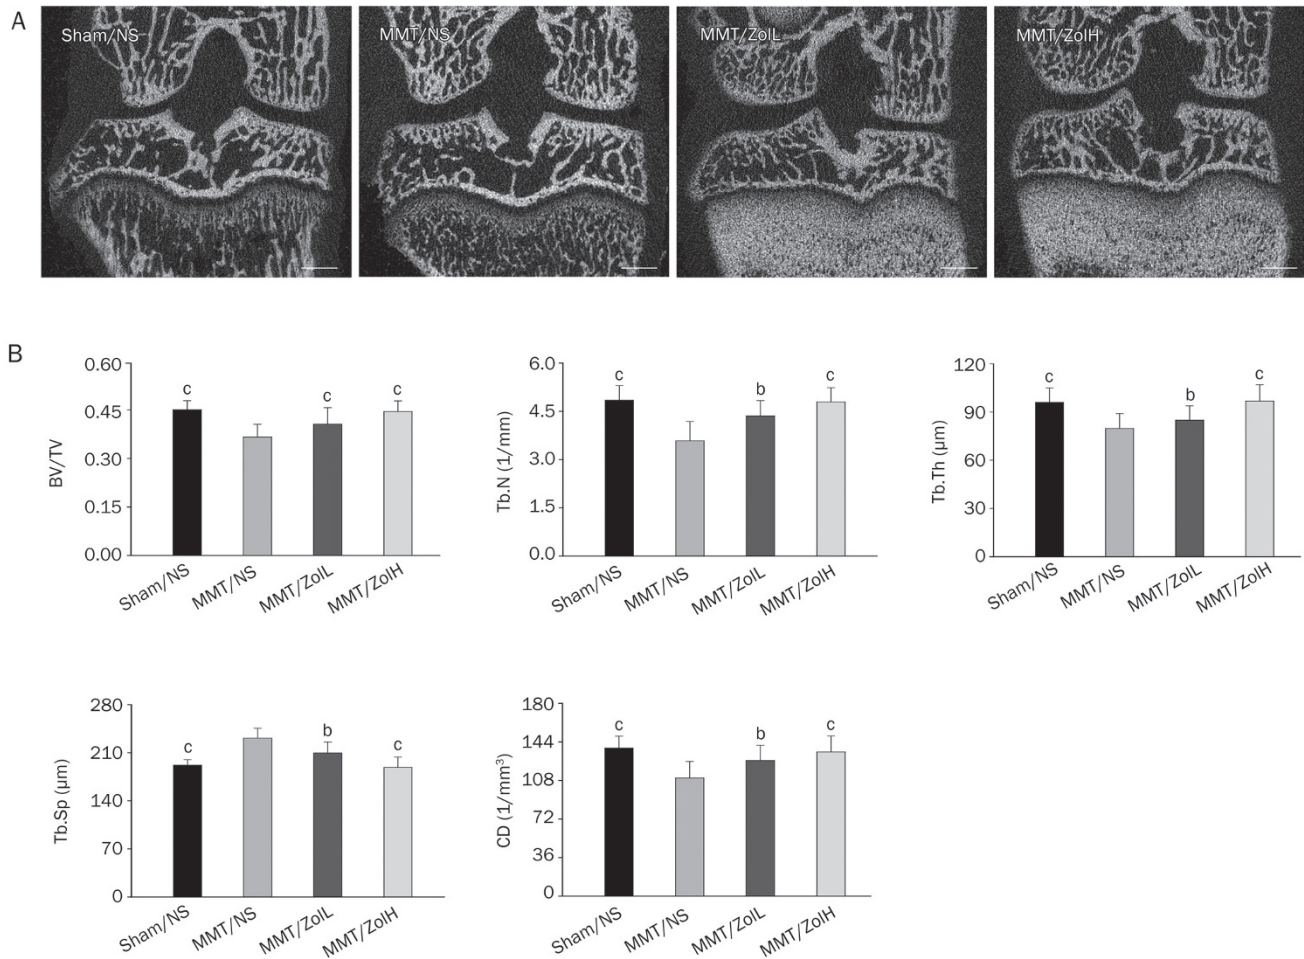 A
Sham/NS
MMT/NS
MMT/ZolL
MMT/ZolH
B
0.60
0.45
0.30
0.15
0.00
BV/TV
c
c
c
Sham/NS
MMT/NS
MMT/ZolL
MMT/ZolH
6.0
4.5
3.0
1.5
0.0
Tb.N (1/mm)
c
b
c
Sham/NS
MMT/NS
MMT/ZolL
MMT/ZolH
120
90
60
30
0
Tb.Th (µm)
c
b
c
Sham/NS
MMT/NS
MMT/ZolL
MMT/ZolH
280
210
140
70
0
Tb.Sp (µm)
c
b
c
Sham/NS
MMT/NS
MMT/ZolL
MMT/ZolH
180
144
108
72
36
0
CD (1/mm³)
c
b
c
Sham/NS
MMT/NS
MMT/ZolL
MMT/ZolH